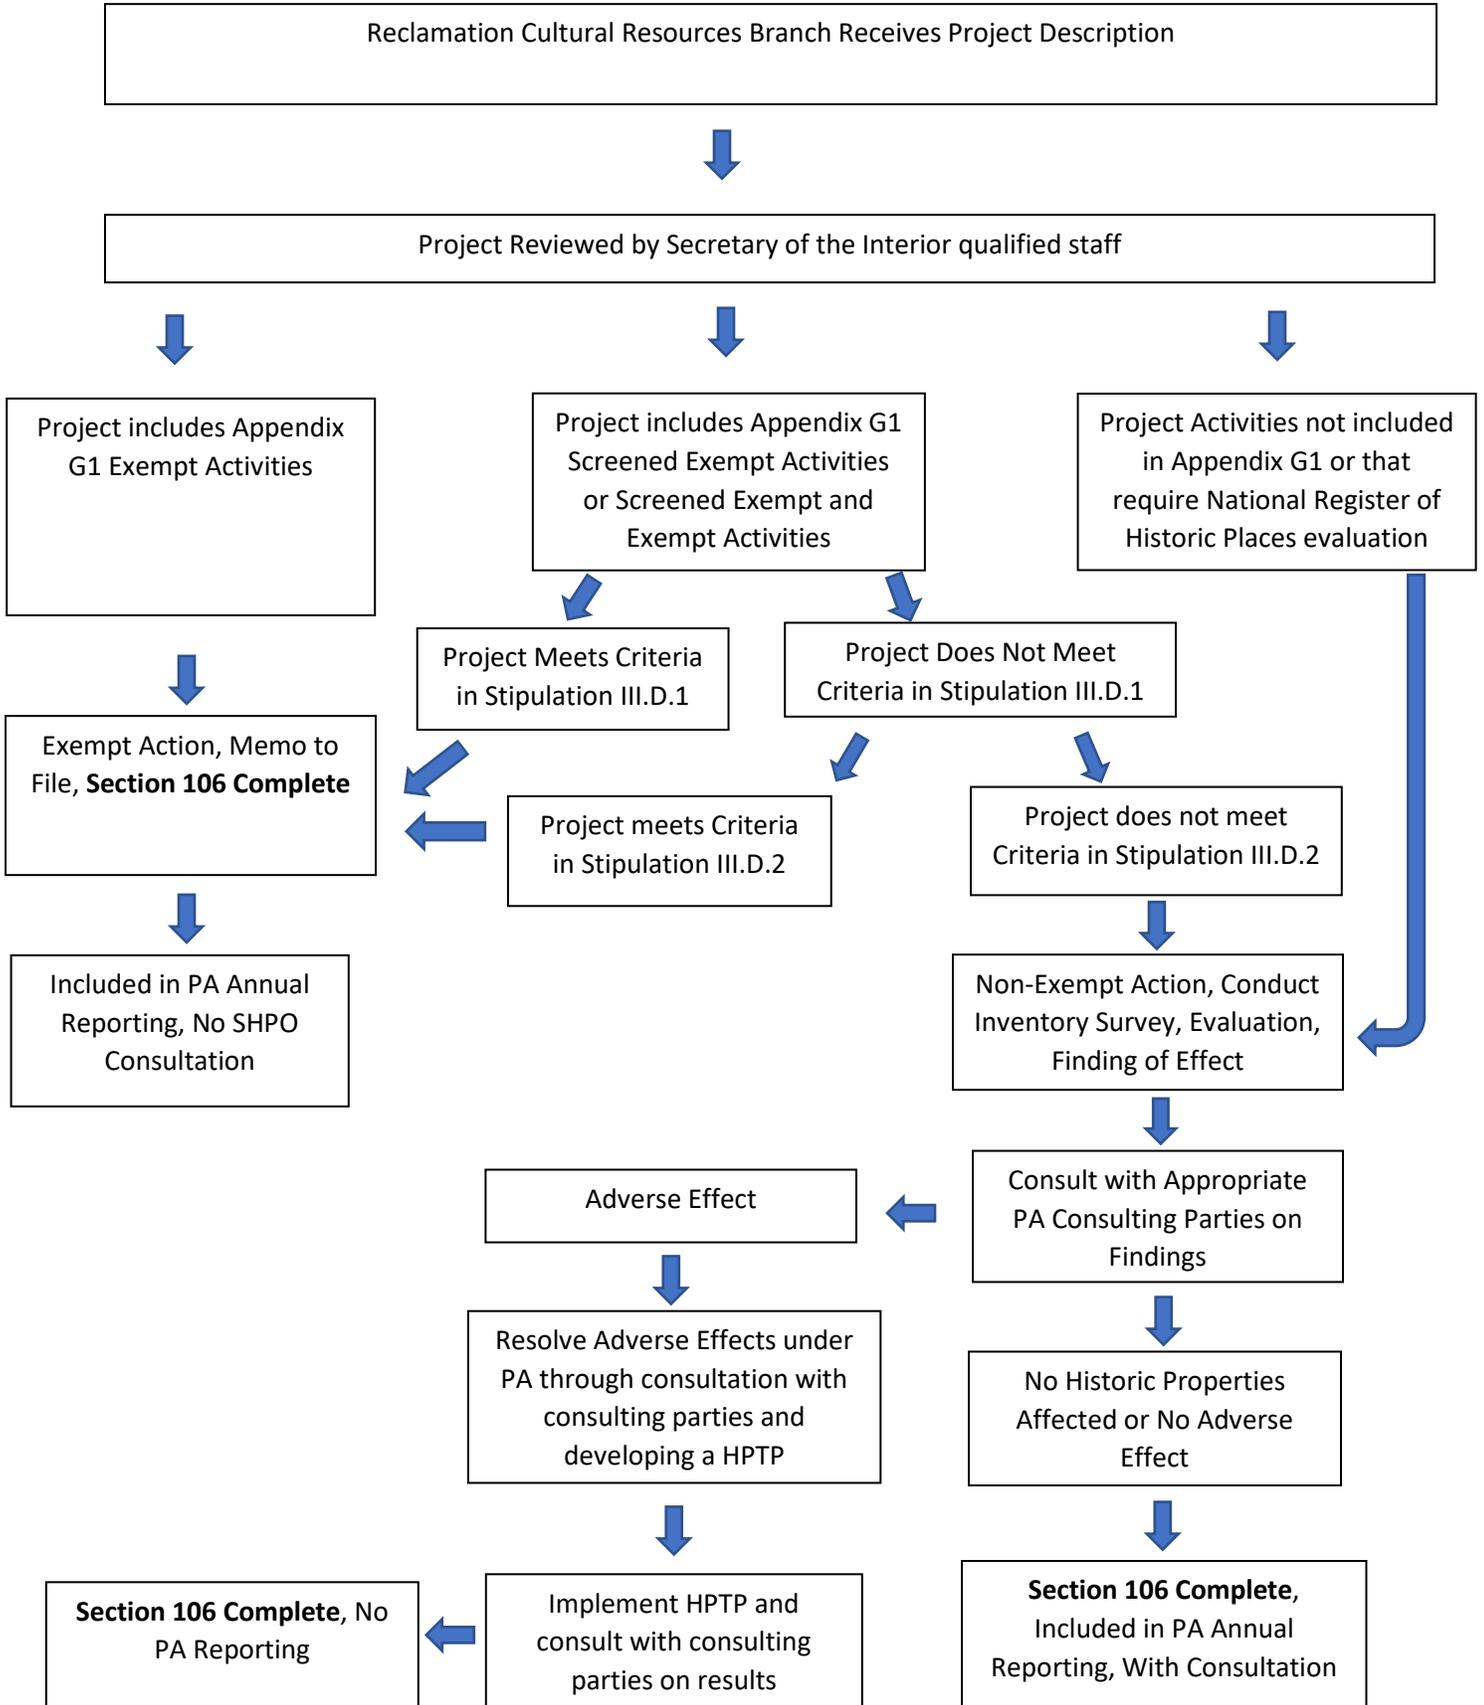 Reclamation Cultural Resources Branch Receives Project Description
Project Reviewed by Secretary of the Interior qualified staff
Project includes Appendix
G1 Exempt Activities
Project includes Appendix G1
Screened Exempt Activities
or Screened Exempt and
Exempt Activities
Project Activities not included
in Appendix G1 or that
require National Register of
Historic Places evaluation
Project Meets Criteria
in Stipulation III.D.1
Project Does Not Meet
Criteria in Stipulation III.D.1
Exempt Action, Memo to
File, Section 106 Complete
Project meets Criteria
in Stipulation III.D.2
Project does not meet
Criteria in Stipulation III.D.2
Included in PA Annual
Reporting, No SHPO
Consultation
Non-Exempt Action, Conduct
Inventory Survey, Evaluation,
Finding of Effect
Adverse Effect
Consult with Appropriate
PA Consulting Parties on
Findings
Resolve Adverse Effects under
PA through consultation with
consulting parties and
developing a HPTP
No Historic Properties
Affected or No Adverse
Effect
Section 106 Complete, No
PA Reporting
Implement HPTP and
consult with consulting
parties on results
Section 106 Complete,
Included in PA Annual
Reporting, With Consultation